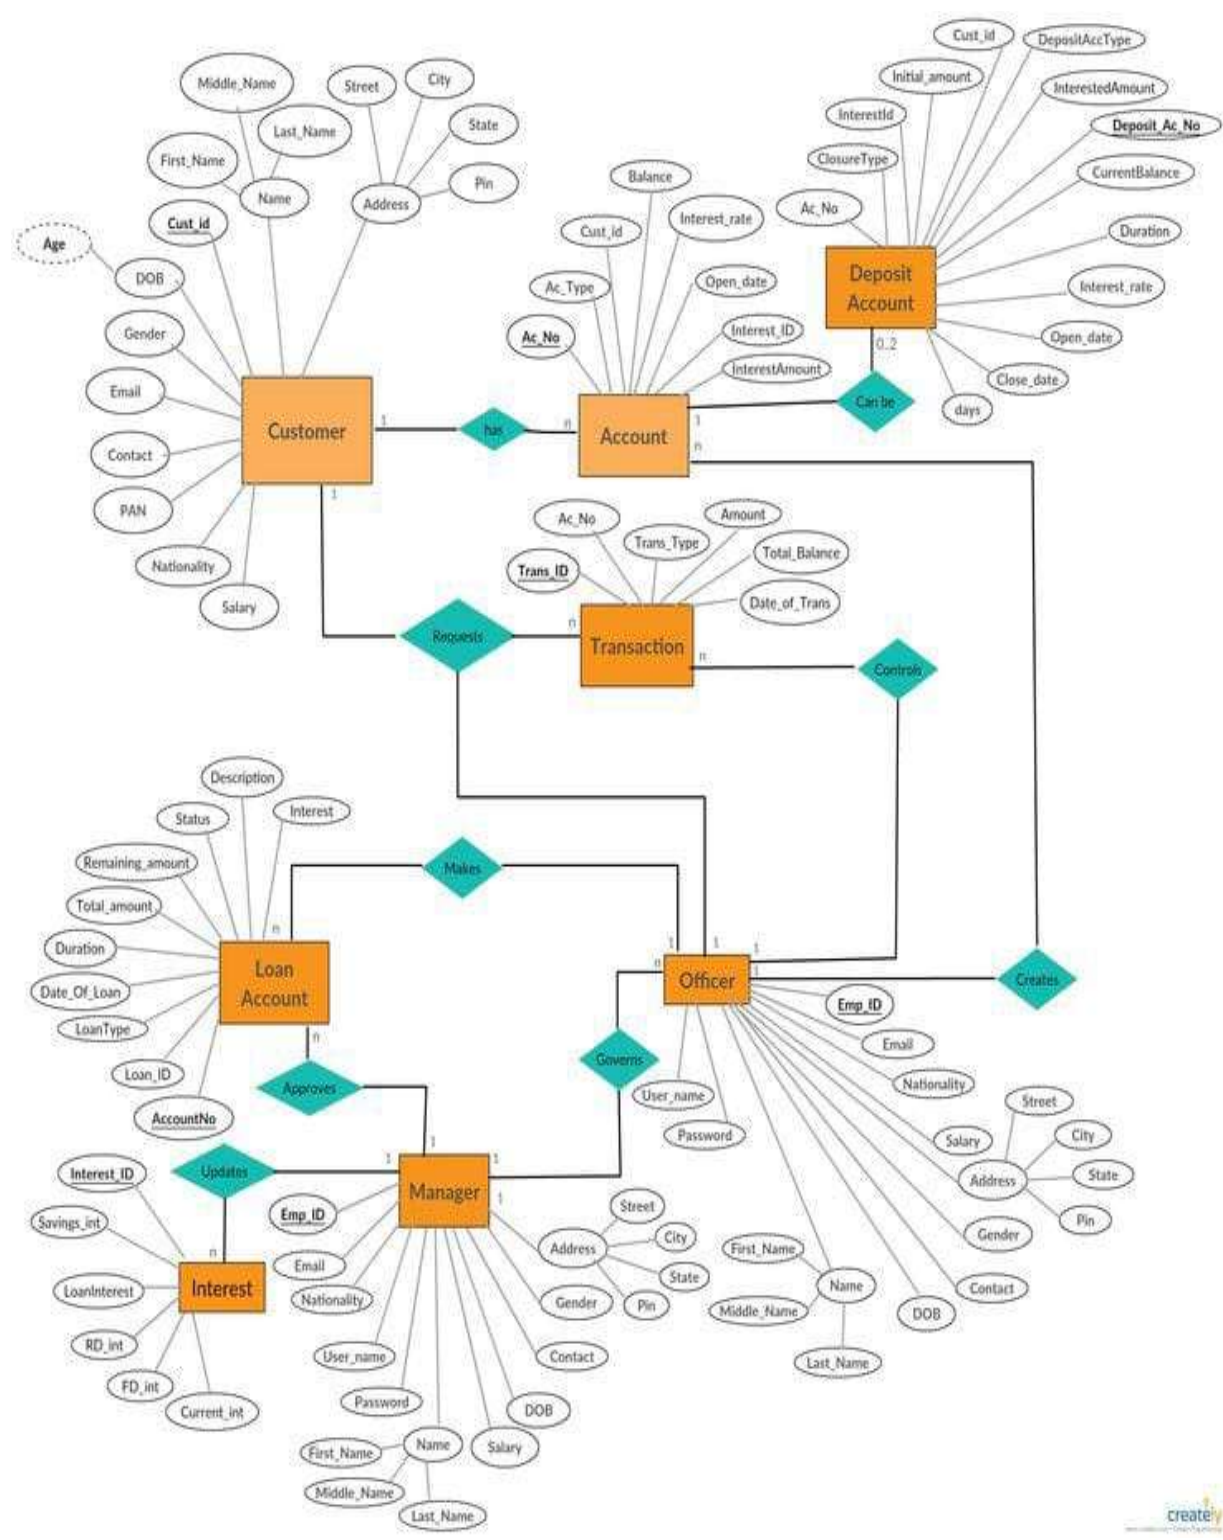 Cust_id
DepositAccType
Middle_Name
Street
City
Initial_amount
InterestedAmount
Last_Name
State
InterestId
Deposit_Ac_No
First_Name
ClosureType
Name
Pin
Balance
CurrentBalance
Address
Ac_No
Cust_id
Interest_rate
Age
Cust_id
Duration
DOB
Ac_Type
Open_date
Deposit
Account
Interest_rate
Gender
Ac_No
Interest_ID
Open_date
0..2
InterestAmount
Close_date
Email
Can be
days
Customer
1
has
n
Account
1
n
Contact
1
PAN
Ac_No
Amount
Trans_Type
Total_Balance
Nationality
Trans_ID
Salary
Date_of_Trans
Requests
n
Transaction
n
Controls
Description
Status
Interest
Remaining_amount
Makes
Total_amount
n
Duration
1
1
1
n
Loan
Account
Officer
1
Creates
Date_Of_Loan
Emp_ID
LoanType
n
Email
Loan_ID
Approves
Governs
Nationality
User_name
Street
AccountNo
Password
City
Salary
1
Address
State
Interest_ID
Updates
1
1
Manager
1
Savings_int
Emp_ID
Street
Pin
City
Gender
n
Address
First_Name
Email
State
Interest
LoanInterest
Nationality
Gender
Pin
Name
Contact
Middle_Name
DOB
RD_int
User_name
Contact
Last_Name
FD_int
Password
Current_int
DOB
Name
Salary
First_Name
Middle_Name
Last_Name
creately